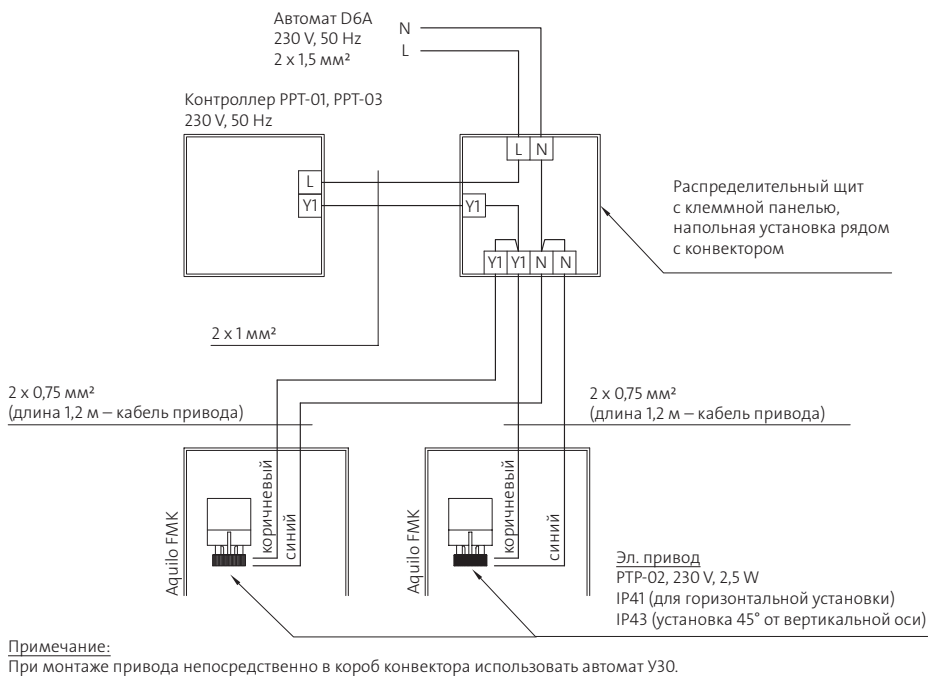 Автомат D6A
230 V, 50 Hz
2 x 1,5 мм²
N
L
Контроллер PPT-01, PPT-03
230 V, 50 Hz
L N
L
Y1
Y1
Y1 Y1 N N
Распределительный щит
с клеммной панелью,
напольная установка рядом
с конвектором
2 x 1 мм²
2 x 0,75 мм²
(длина 1,2 м – кабель привода)
2 x 0,75 мм²
(длина 1,2 м – кабель привода)
Aquilo FMK
коричневый
синий
Aquilo FMK
коричневый
синий
Эл. привод
РТР-02, 230 V, 2,5 W
IP41 (для горизонтальной установки)
IP43 (установка 45° от вертикальной оси)
Примечание:
При монтаже привода непосредственно в короб конвектора использовать автомат УЗО.